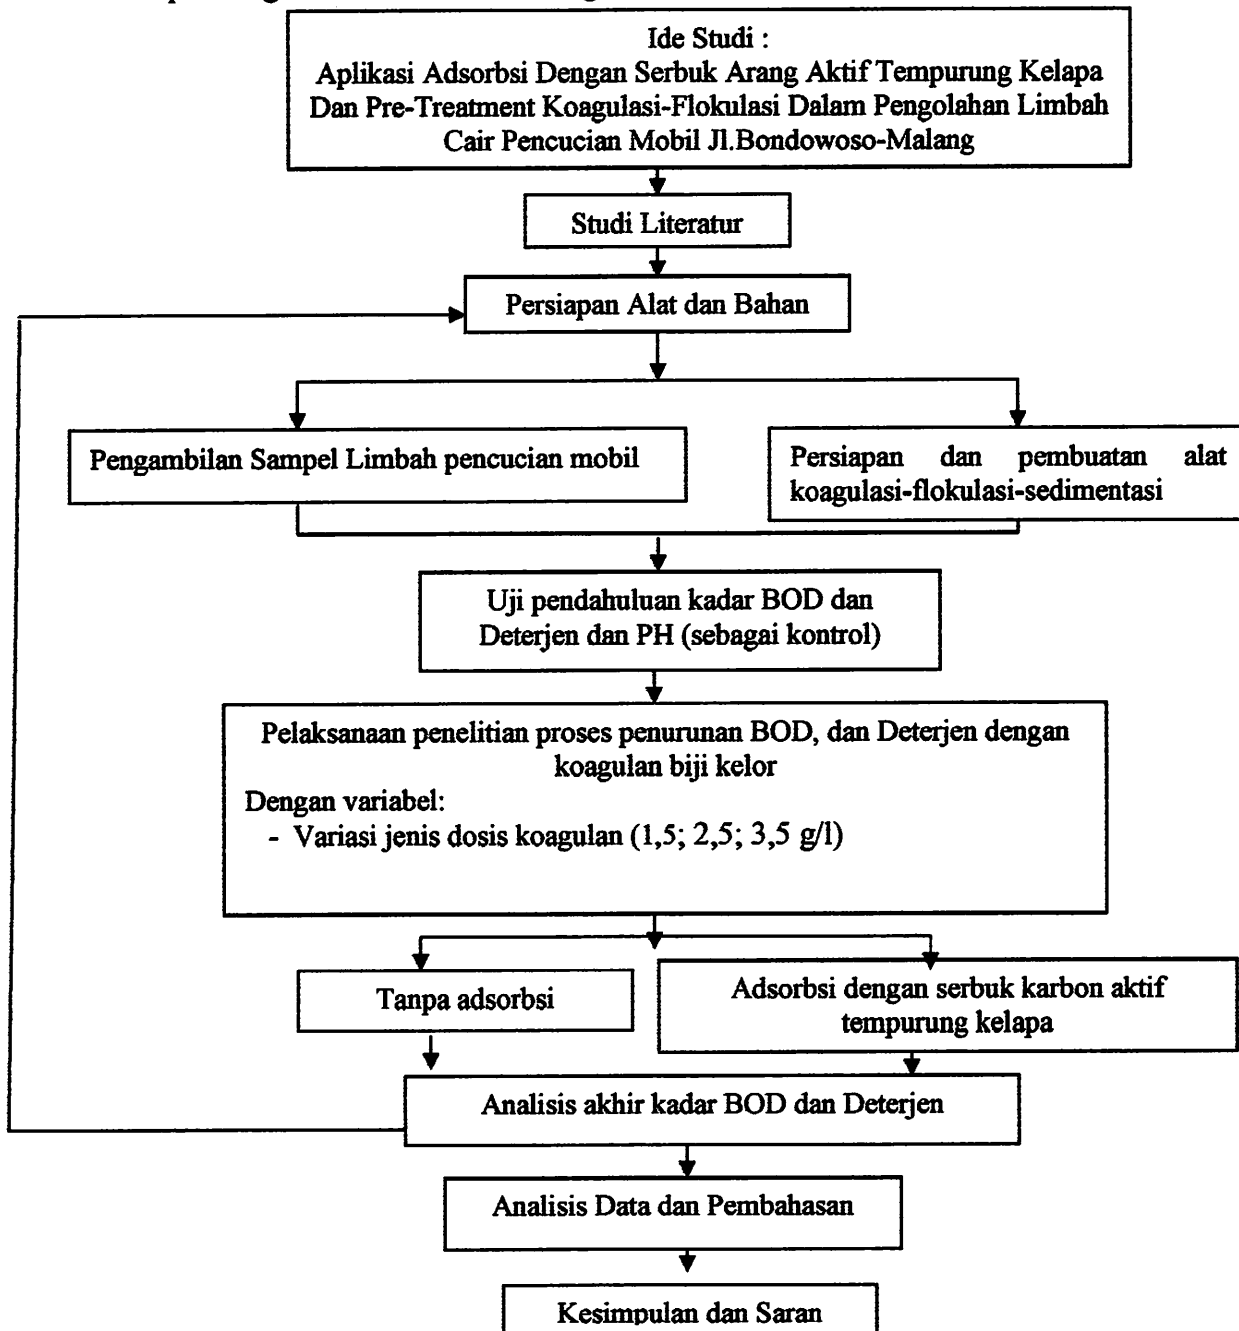 Ide Studi :
Aplikasi Adsorbsi Dengan Serbuk Arang Aktif Tempurung Kelapa
Dan Pre-Treatment Koagulasi-Flokulasi Dalam Pengolahan Limbah
Cair Pencucian Mobil Jl.Bondowoso-Malang
Studi Literatur
Persiapan Alat dan Bahan
Pengambilan Sampel Limbah pencucian mobil
Persiapan dan pembuatan alat
koagulasi-flokulasi-sedimentasi
Uji pendahuluan kadar BOD dan
Deterjen dan PH (sebagai kontrol)
Pelaksanaan penelitian proses penurunan BOD, dan Deterjen dengan
koagulan biji kelor
Dengan variabel:
- Variasi jenis dosis koagulan (1,5; 2,5; 3,5 g/l)
Tanpa adsorbsi
Adsorbsi dengan serbuk karbon aktif
tempurung kelapa
Analisis akhir kadar BOD dan Deterjen
Analisis Data dan Pembahasan
Kesimpulan dan Saran